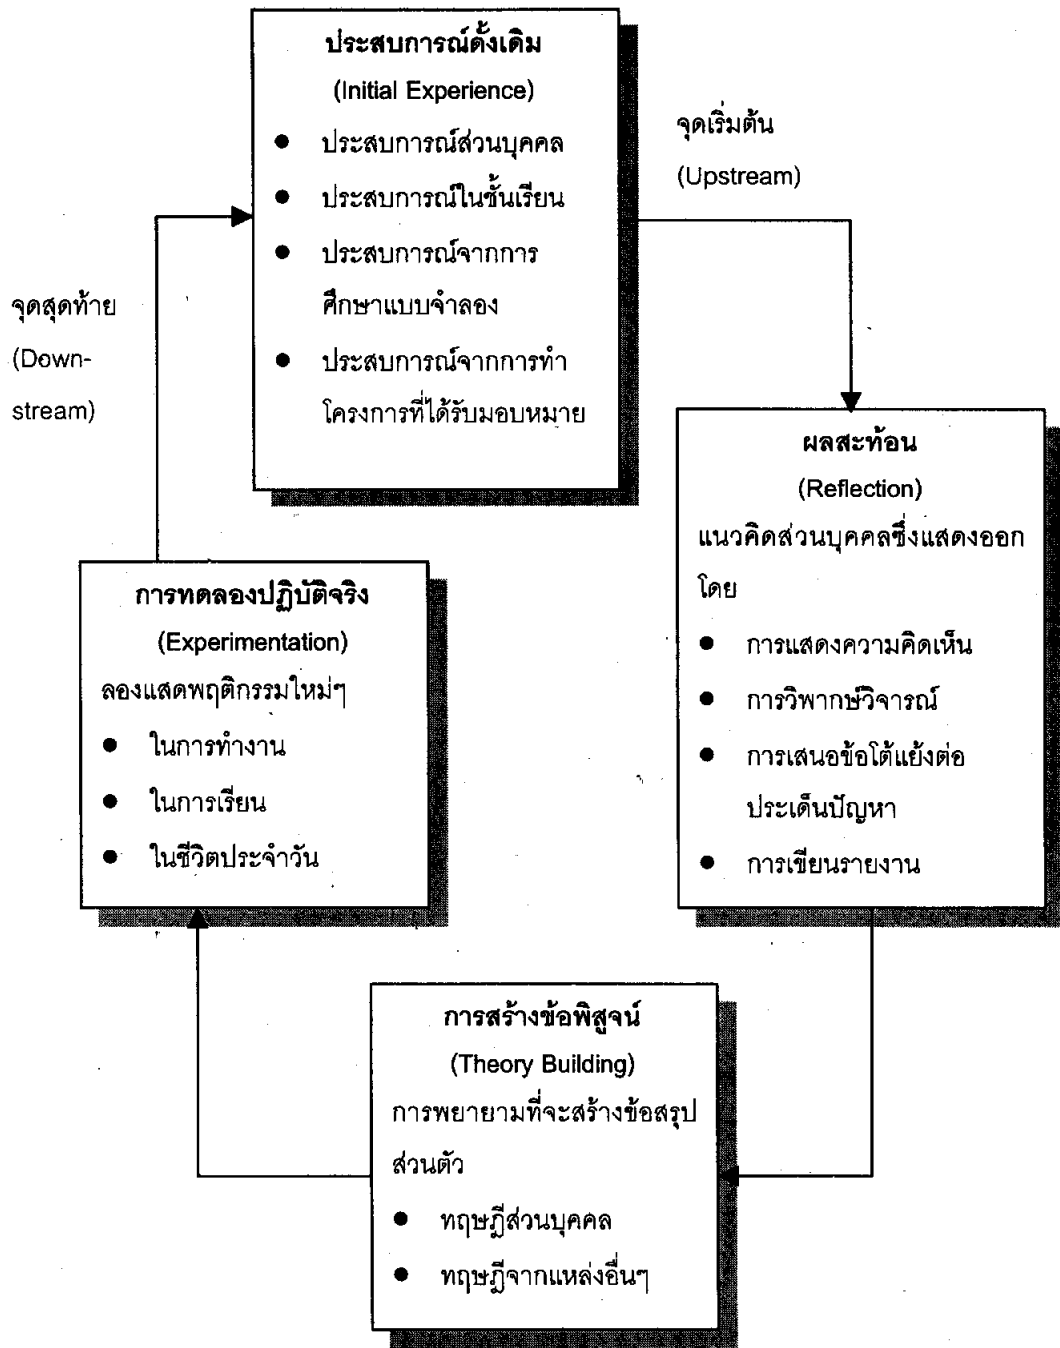 ประสบการณ์ดั้งเดิม
(Initial Experience)
● ประสบการณ์ส่วนบุคคล
● ประสบการณ์ในชั้นเรียน
● ประสบการณ์จากการ
ศึกษาแบบจำลอง
● ประสบการณ์จากการทำ
โครงการที่ได้รับมอบหมาย
จุดเริ่มต้น
(Upstream)
จุดสุดท้าย
(Down-
stream)
ผลสะท้อน
(Reflection)
แนวคิดส่วนบุคคลซึ่งแสดงออก
โดย
● การแสดงความคิดเห็น
● การวิพากษ์วิจารณ์
● การเสนอข้อโต้แย้งต่อ
ประเด็นปัญหา
● การเขียนรายงาน
การทดลองปฏิบัติจริง
(Experimentation)
ลองแสดพฤติกรรมใหม่ๆ
● ในการทำงาน
● ในการเรียน
● ในชีวิตประจำวัน
การสร้างข้อพิสูจน์
(Theory Building)
การพยายามที่จะสร้างข้อสรุป
ส่วนตัว
● ทฤษฎีส่วนบุคคล
● ทฤษฎีจากแหล่งอื่นๆ